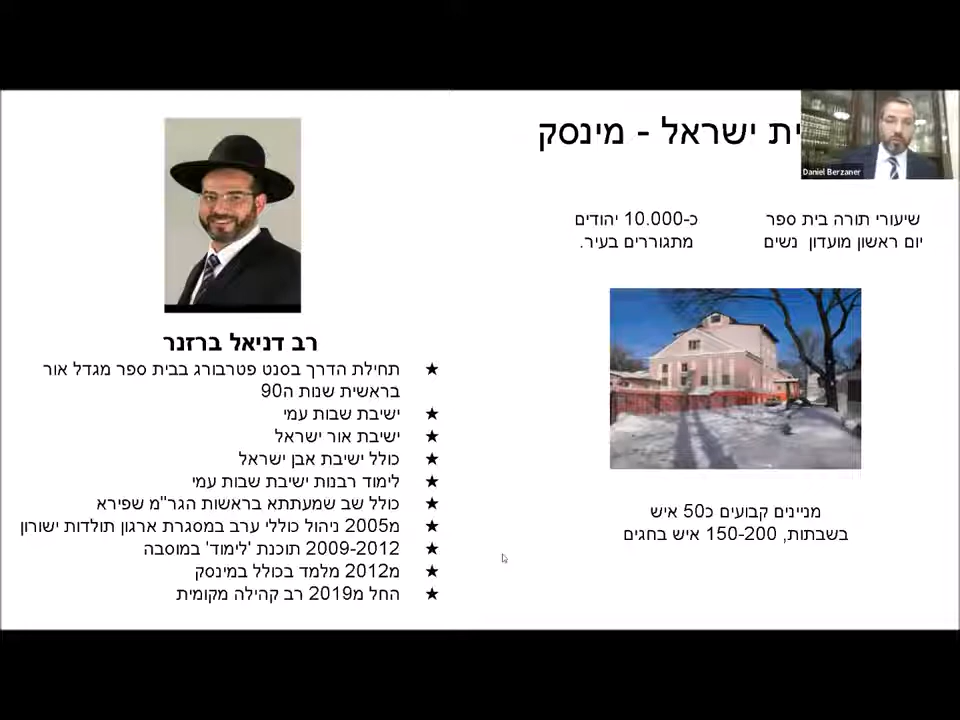 ית ישראל - מינסק
Daniel Berzaner
שיעורי תורה בית ספר
יום ראשון מועדון נשים
כ-10.000 יהודים
מתגוררים בעיר.
מניינים קבועים כ50 איש
בשבתות, 150-200 איש בחגים
רב דניאל ברזנר
★ תחילת הדרך בסנט פטרבורג בבית ספר מגדל אור
בראשית שנות ה90
★ ישיבת שבות עמי
★ ישיבת אור ישראל
★ כולל ישיבת אבן ישראל
★ לימוד רבנות ישיבת שבות עמי
★ כולל שב שמעתתא בראשות הגר"מ שפירא
★ מ2005 ניהול כוללי ערב במסגרת ארגון תולדות ישורון
★ 2009-2012 תוכנת 'לימוד' במוסבה
★ מ2012 מלמד בכולל במינסק
★ החל מ2019 רב קהילה מקומית